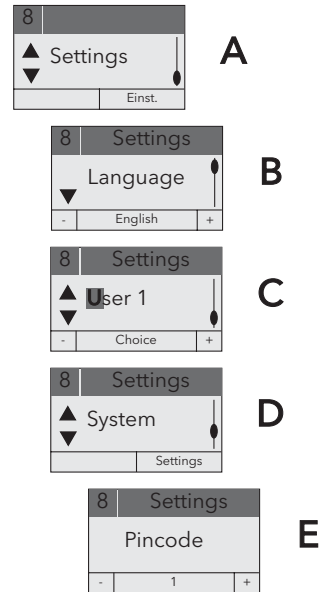 8
Settings
A
Einst.
8 Settings
Language
B
- English +
8 Settings
User 1
C
- Choice +
8 Settings
System
D
Settings
8 Settings
Pincode
E
- 1 +